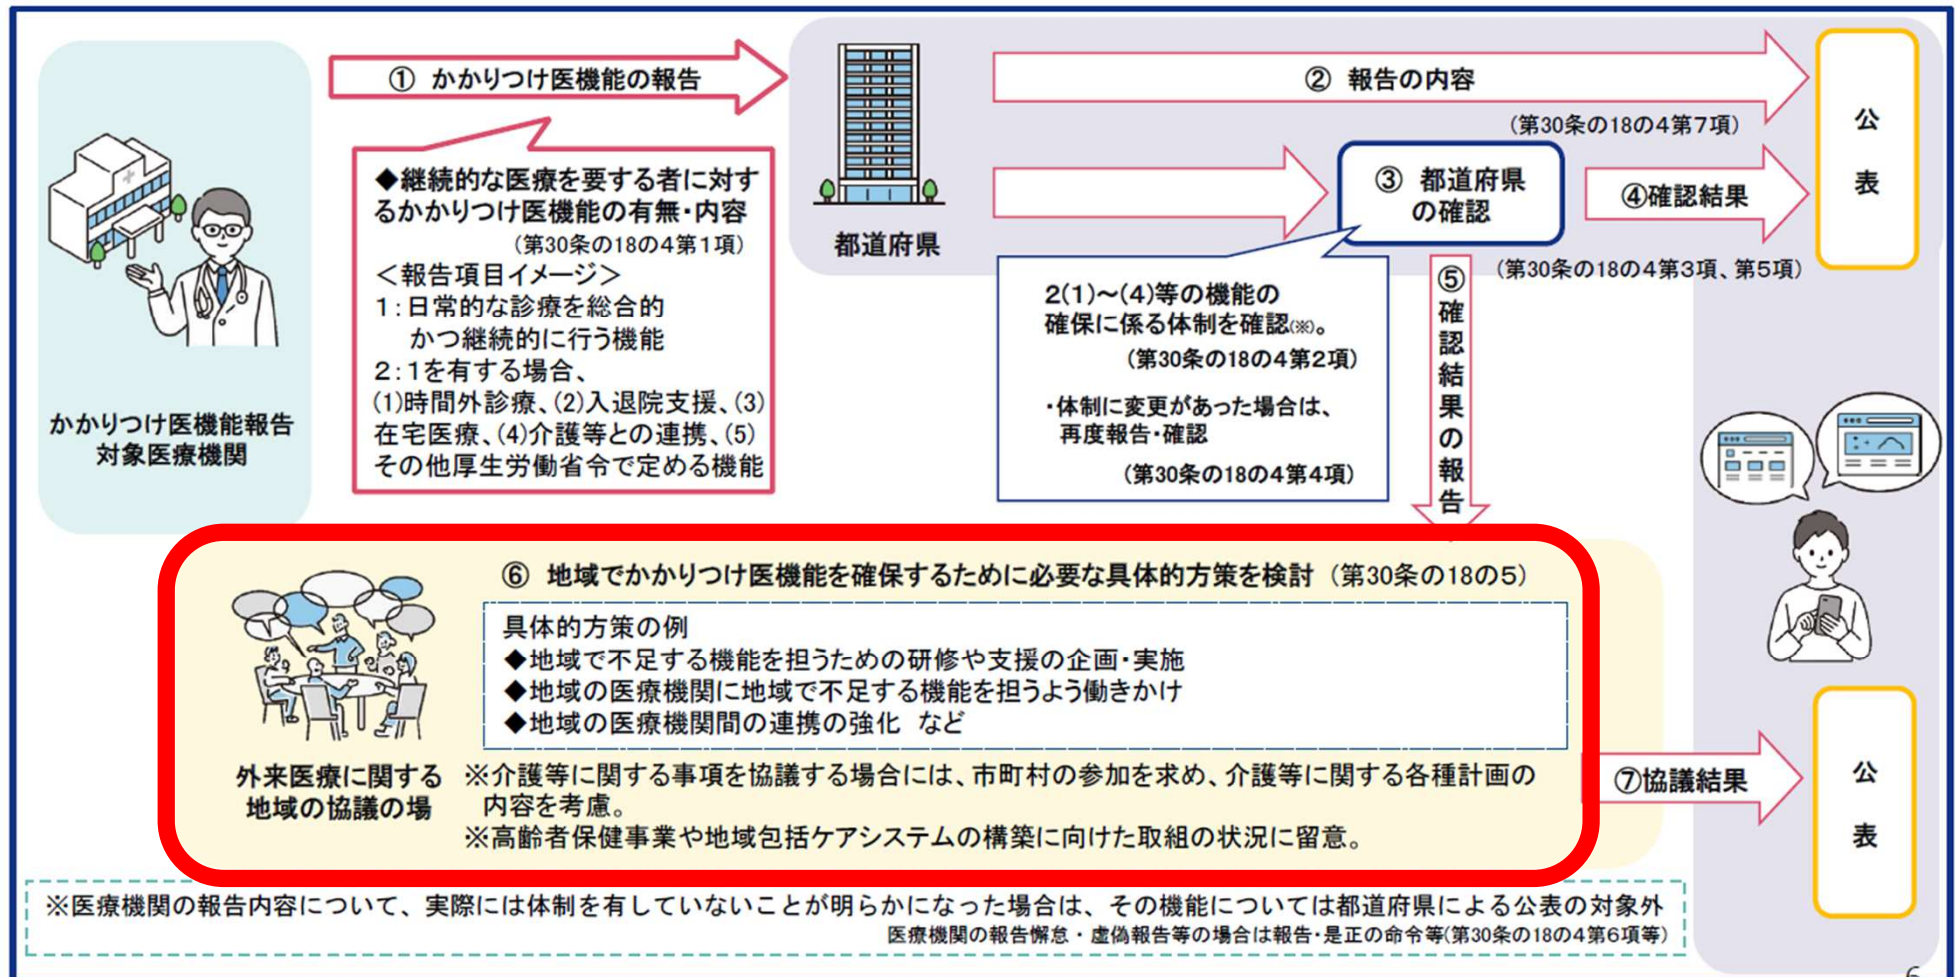 ① かかりつけ医機能の報告
② 報告の内容
(第30条の18の4第7項)
公
表
③ 都道府県
の確認
④確認結果
(第30条の18の4第3項、第5項)
都道府県
◆継続的な医療を要する者に対す
るかかりつけ医機能の有無・内容
(第30条の18の4第1項)
＜報告項目イメージ＞
1：日常的な診療を総合的
かつ継続的に行う機能
2：1を有する場合、
(1)時間外診療、(2)入退院支援、(3)
在宅医療、(4)介護等との連携、(5)
その他厚生労働省令で定める機能
かかりつけ医機能報告
対象医療機関
2(1)～(4)等の機能の
確保に係る体制を確認(※)。
(第30条の18の4第2項)
・体制に変更があった場合は、
再度報告・確認
(第30条の18の4第4項)
⑤確認結果の報告
⑥ 地域でかかりつけ医機能を確保するために必要な具体的方策を検討 (第30条の18の5)
具体的方策の例
◆地域で不足する機能を担うための研修や支援の企画・実施
◆地域の医療機関に地域で不足する機能を担うよう働きかけ
◆地域の医療機関間の連携の強化 など
外来医療に関する
地域の協議の場
※介護等に関する事項を協議する場合には、市町村の参加を求め、介護等に関する各種計画の
内容を考慮。
※高齢者保健事業や地域包括ケアシステムの構築に向けた取組の状況に留意。
⑦協議結果
公
表
※医療機関の報告内容について、実際には体制を有していないことが明らかになった場合は、その機能については都道府県による公表の対象外
医療機関の報告懈怠・虚偽報告等の場合は報告・是正の命令等(第30条の18の4第6項等)
6